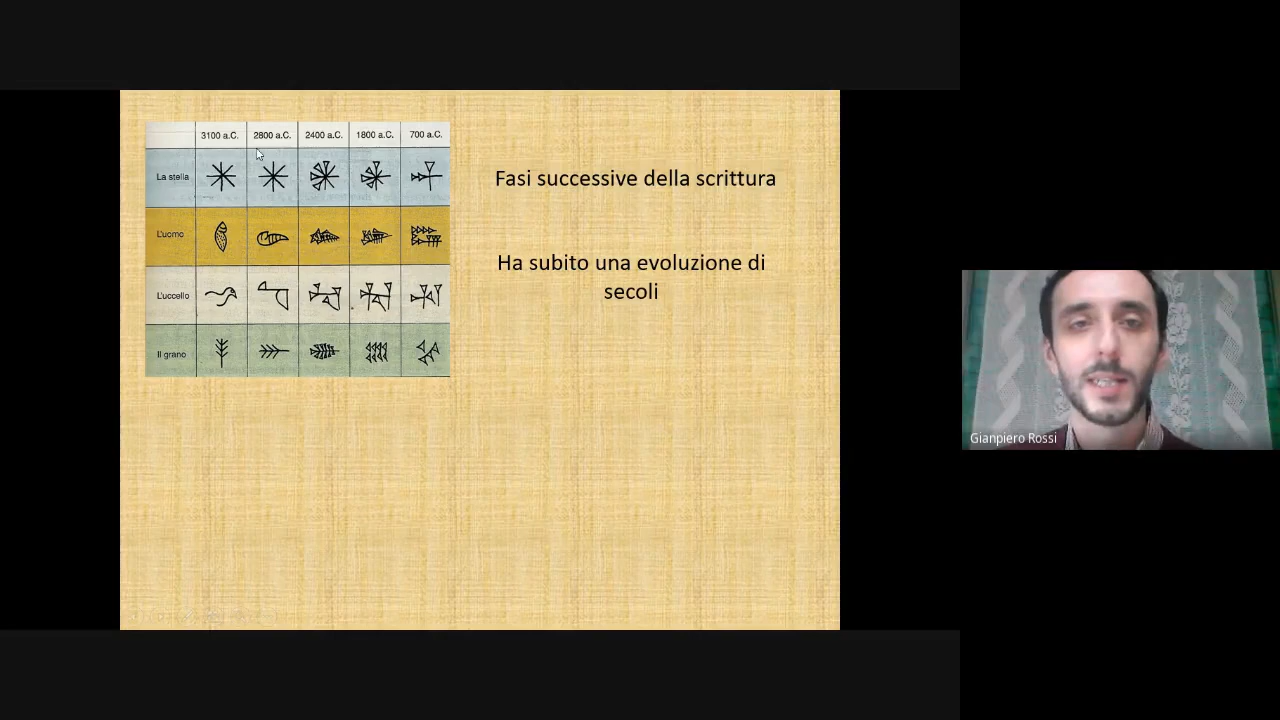 3100 a.C. 2800 a.C. 2400 a.C. 1800 a.C. 700 a.C.
La stella
L'uomo
L'uccello
Il grano
Fasi successive della scrittura
Ha subito una evoluzione di
secoli
Gianpiero Rossi